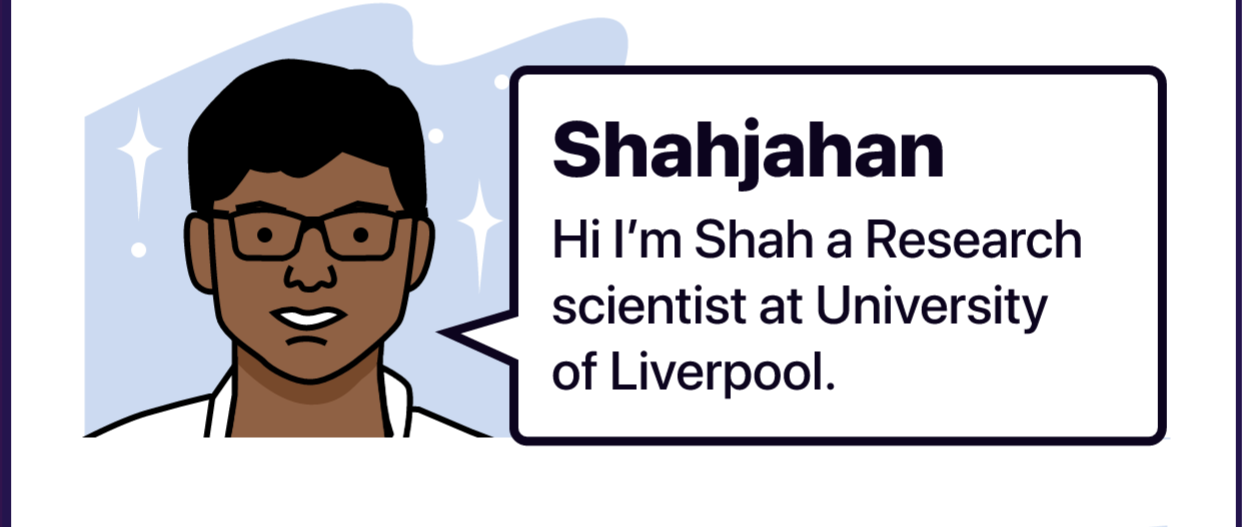 Shahjahan
Hi I’m Shah a Research
scientist at University
of Liverpool.